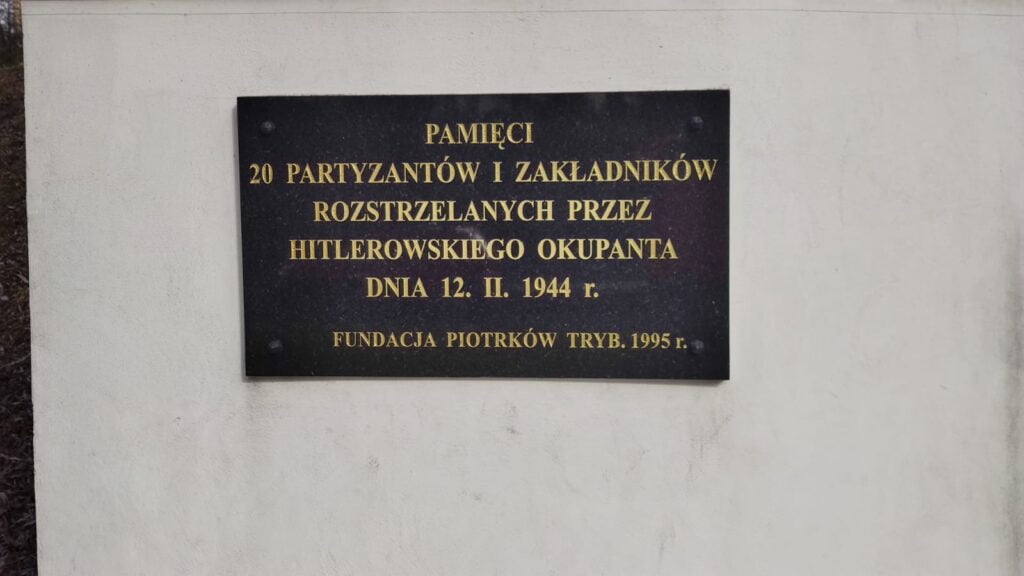 PAMIĘCI
20 PARTYZANTÓW I ZAKŁADNIKÓW
ROZSTRZELANYCH PRZEZ
HITLEROWSKIEGO OKUPANTA
DNIA 12. II. 1944 r.
FUNDACJA PIOTRKÓW TRYB. 1995 r.